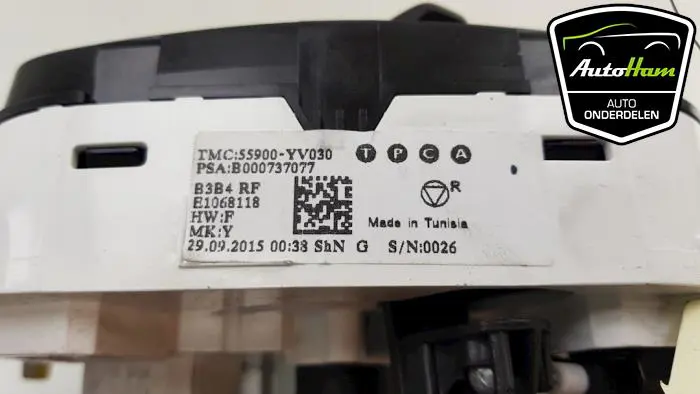 AutoHam
AUTO
ONDERDELEN
TMC:55900-YV030 T P C A
PSA:B000737077
B3B4 RF
E1068118
R
HW:F
MK:Y
Made in Tunisia
29.09.2015 00:38 ShN G S/N:0026